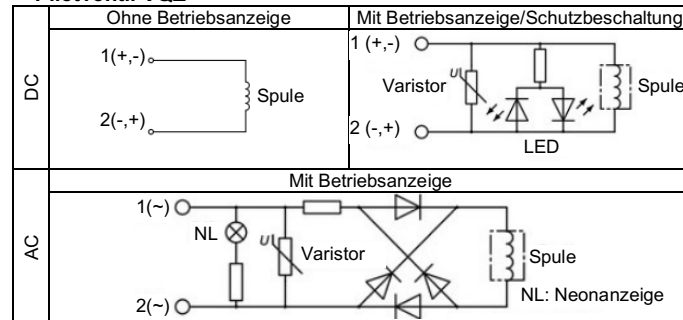 Ohne Betriebsanzeige
Mit Betriebsanzeige/Schutzbeschaltung
DC
1(+,-)
Spule
2(-,+)
1 (+,-)
Varistor
U
Spule
2 (-,+)
LED
Mit Betriebsanzeige
AC
1(~)
NL
U
Varistor
Spule
NL: Neonanzeige
2(~)